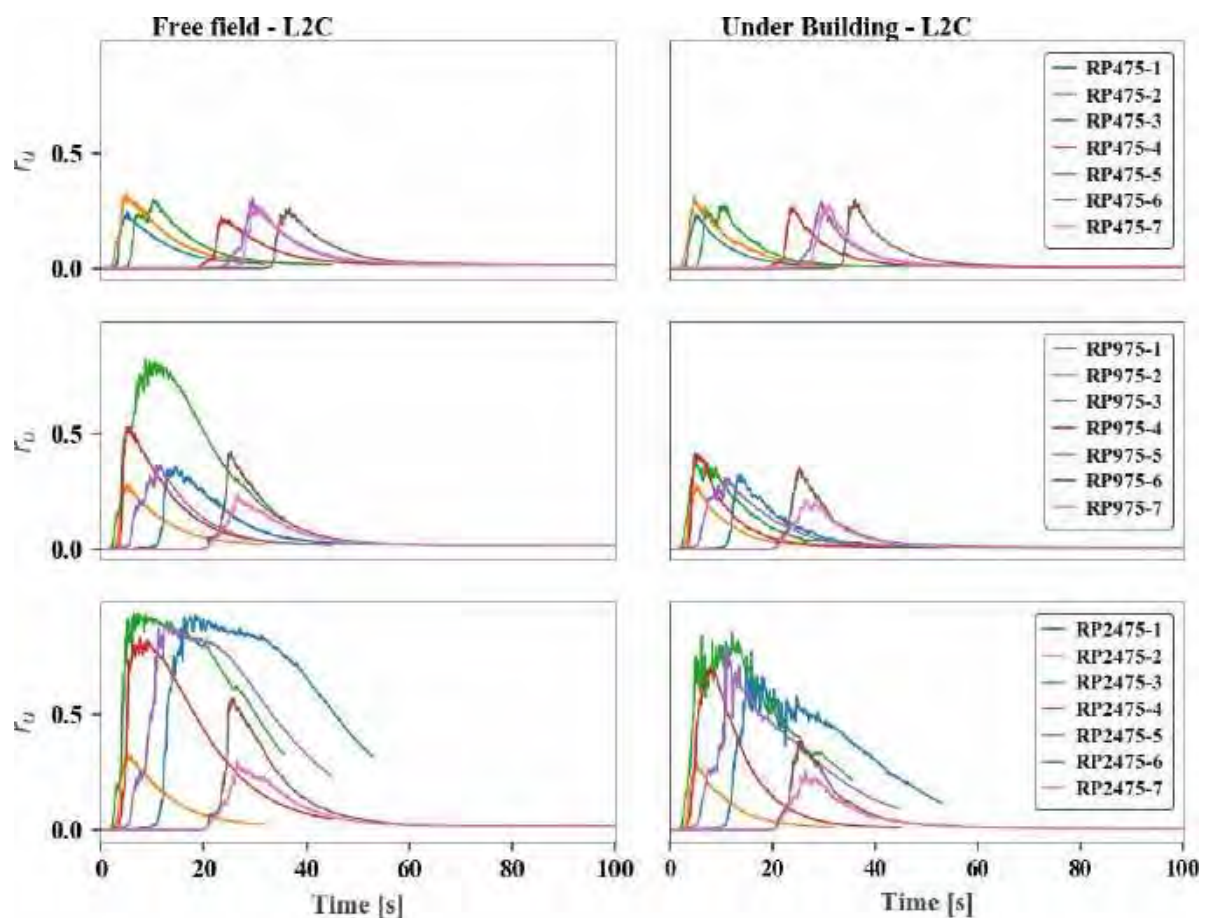 Free field - L2C
Under Building - L2C
0.5
0.0
r_u
RP475-1
RP475-2
RP475-3
RP475-4
RP475-5
RP475-6
RP475-7
0.5
0.0
r_u
RP975-1
RP975-2
RP975-3
RP975-4
RP975-5
RP975-6
RP975-7
0.5
0.0
r_u
RP2475-1
RP2475-2
RP2475-3
RP2475-4
RP2475-5
RP2475-6
RP2475-7
0 20 40 60 80 100
0 20 40 60 80 100
Time [s]
Time [s]